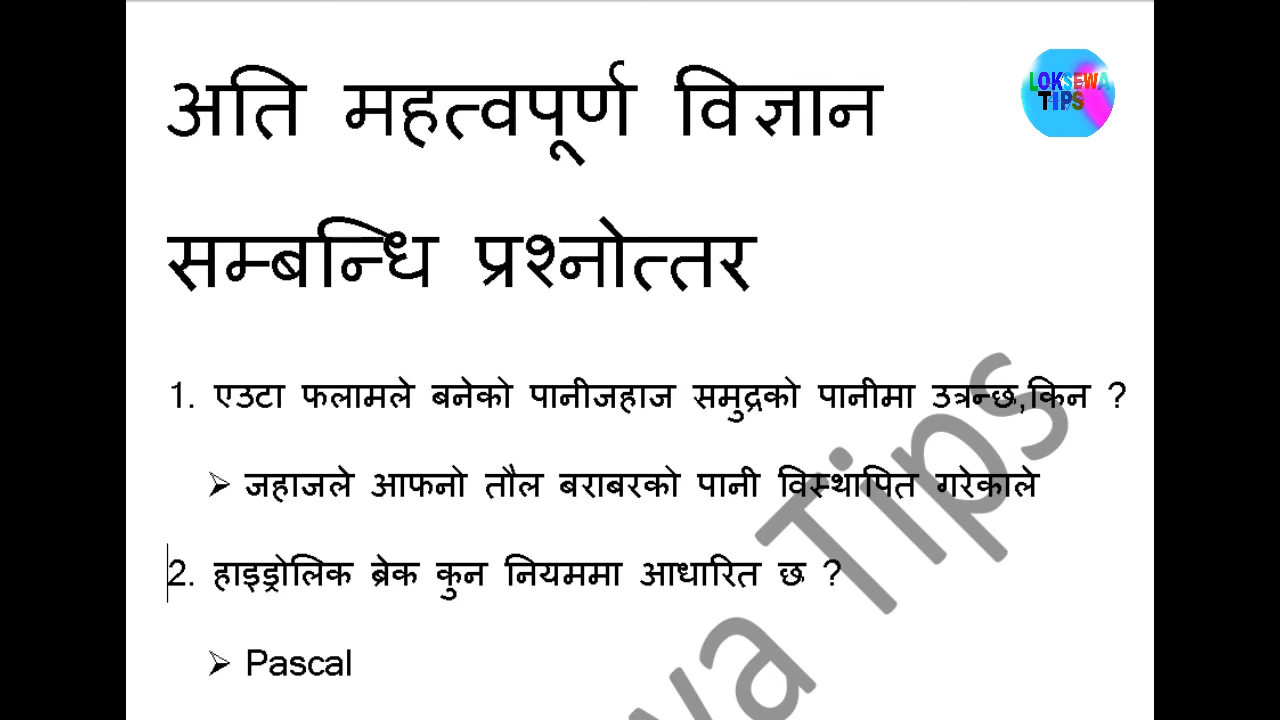 अति महत्वपूर्ण विज्ञान
LOKSEWA
TIPS
सम्बन्धि प्रश्नोत्तर
1. एउटा फलामले बनेको पानीजहाज समुद्रको पानीमा उत्रन्छ,किन ?
➢ जहाजले आफनो तौल बराबरको पानी विस्थापित गरेकाले
2. हाइड्रोलिक ब्रेक कुन नियममा आधारित छ ?
➢ Pascal
wa Tips